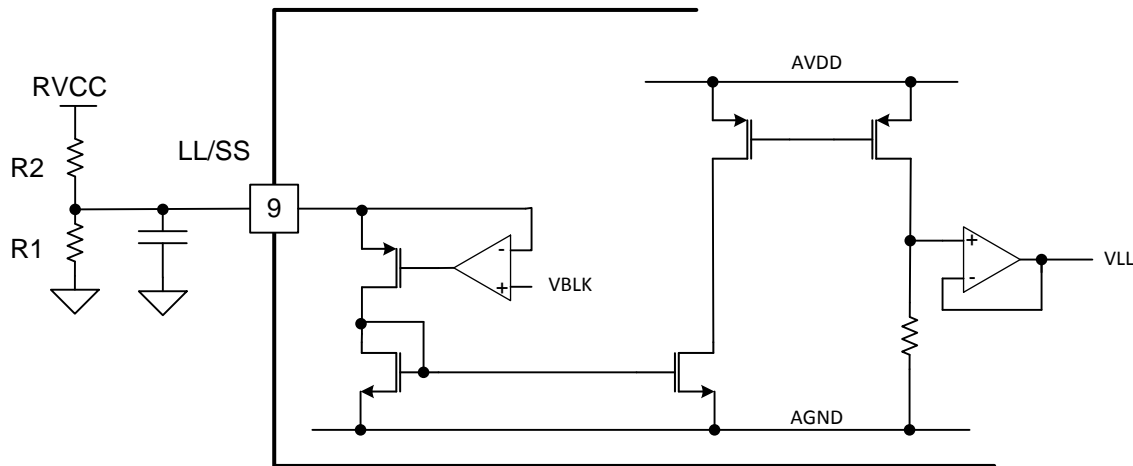 AVDD
RVCC
LL/SS
R2
9
R1
-
+
VBLK
+
-
VLL
AGND